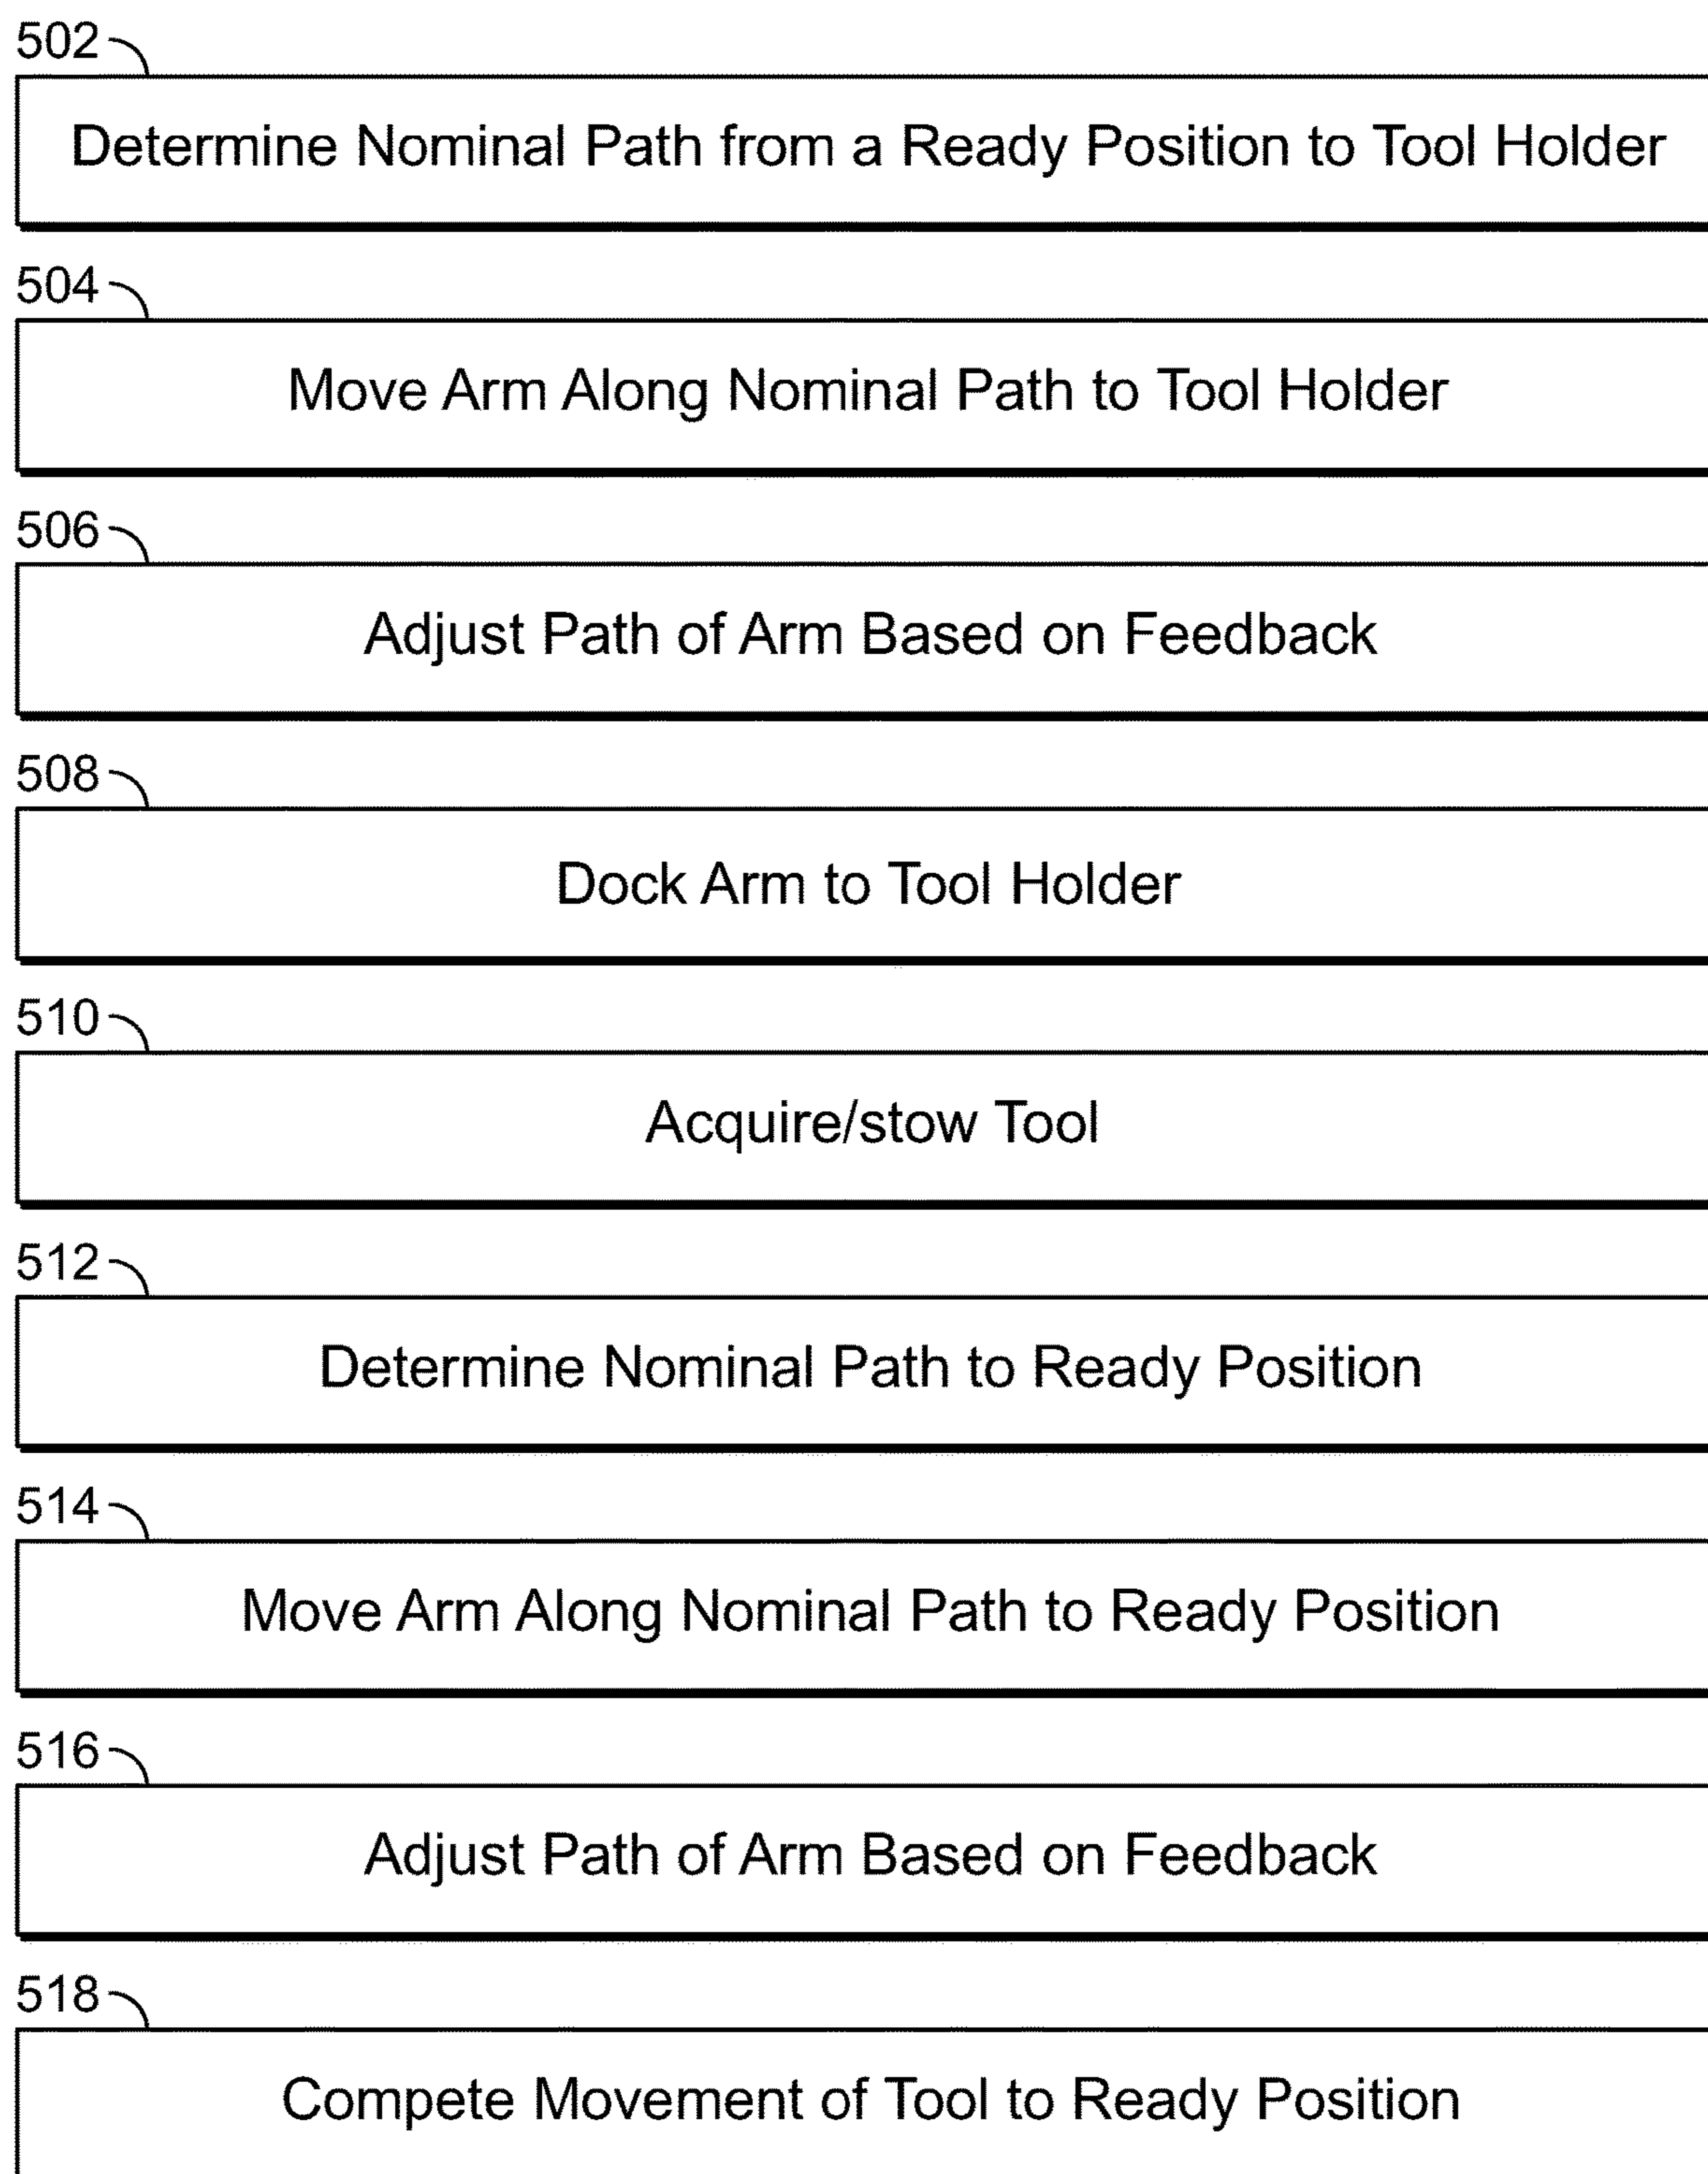 502
Determine Nominal Path from a Ready Position to Tool Holder
504
Move Arm Along Nominal Path to Tool Holder
506
Adjust Path of Arm Based on Feedback
508
Dock Arm to Tool Holder
510
Acquire/stow Tool
512
Determine Nominal Path to Ready Position
514
Move Arm Along Nominal Path to Ready Position
516
Adjust Path of Arm Based on Feedback
518
Compete Movement of Tool to Ready Position